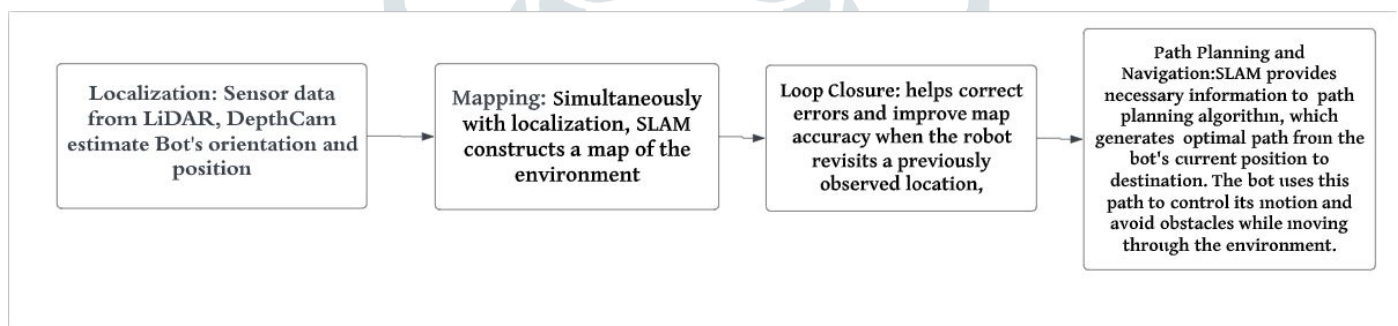 Localization: Sensor data
from LiDAR, DepthCam
estimate Bot's orientation and
position
Mapping: Simultaneously
with localization, SLAM
constructs a map of the
environment
Loop Closure: helps correct
errors and improve map
accuracy when the robot
revisits a previously
observed location,
Path Planning and
Navigation:SLAM provides
necessary information to path
planning algorithm, which
generates optimal path from the
bot's current position to
destination. The bot uses this
path to control its motion and
avoid obstacles while moving
through the environment.